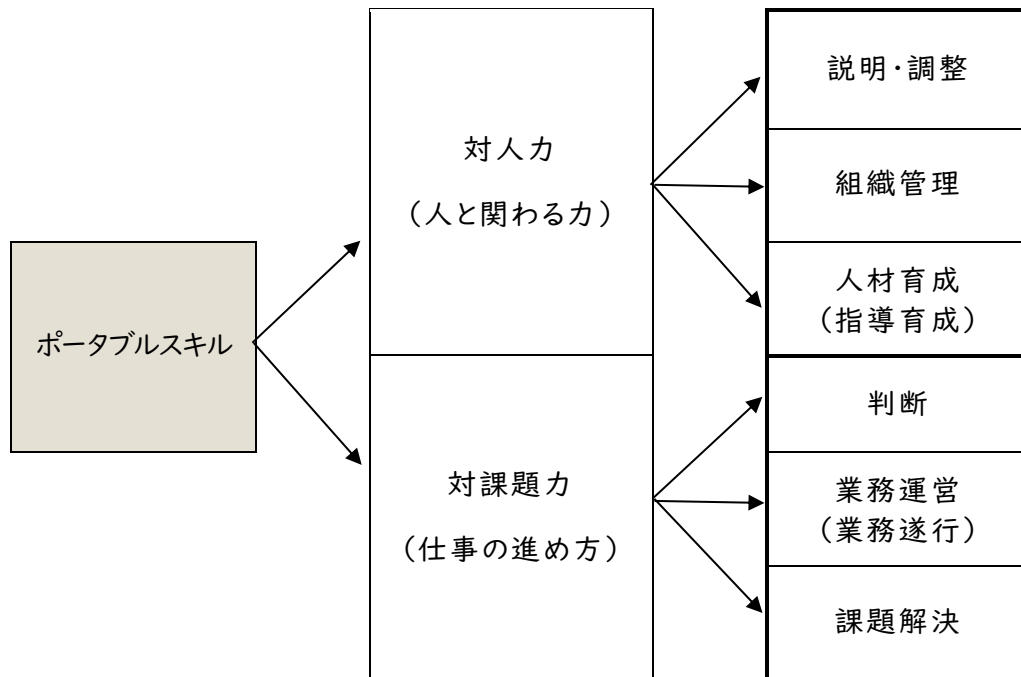 ポータブルスキル
対人力
（人と関わる力）
対課題力
（仕事の進め方）
説明・調整
組織管理
人材育成
（指導育成）
判断
業務運営
（業務遂行）
課題解決